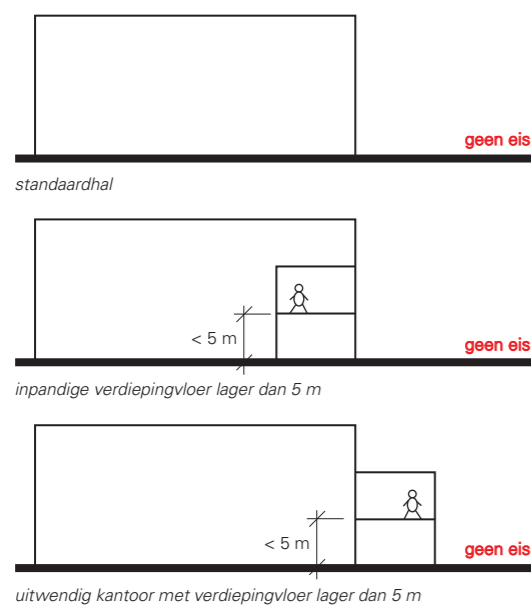 geen eis
standaardhal
< 5 m
geen eis
inpandige verdiepingvloer lager dan 5 m
< 5 m
geen eis
uitwendig kantoor met verdiepingvloer lager dan 5 m